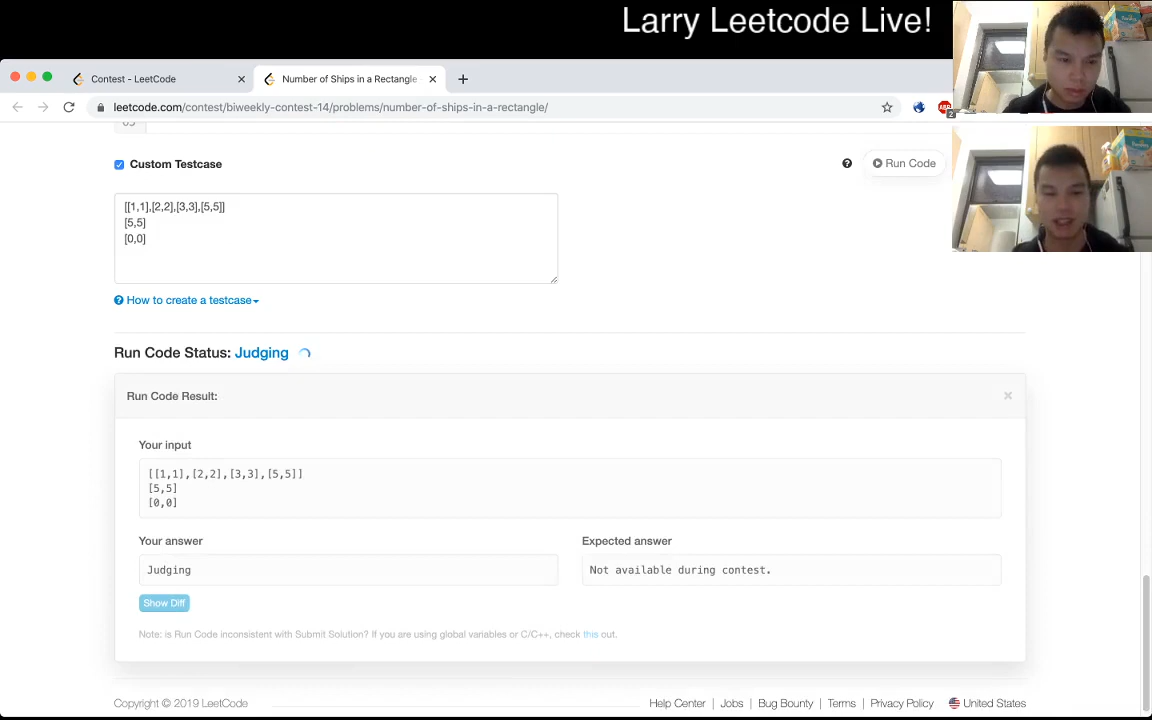 Larry Leetcode Live!
Contest - LeetCode
Number of Ships in a Rectangle
leetcode.com/contest/biweekly-contest-14/problems/number-of-ships-in-a-rectangle/
Custom Testcase
Run Code
[[1,1],[2,2],[3,3],[5,5]]
[5,5]
[0,0]
How to create a testcase
Run Code Status: Judging
Run Code Result:
Your input
[[1,1],[2,2],[3,3],[5,5]]
[5,5]
[0,0]
Your answer
Expected answer
Judging
Not available during contest.
Show Diff
Note: is Run Code inconsistent with Submit Solution? If you are using global variables or C/C++, check this out.
Copyright © 2019 LeetCode
Help Center | Jobs | Bug Bounty | Terms | Privacy Policy
United States